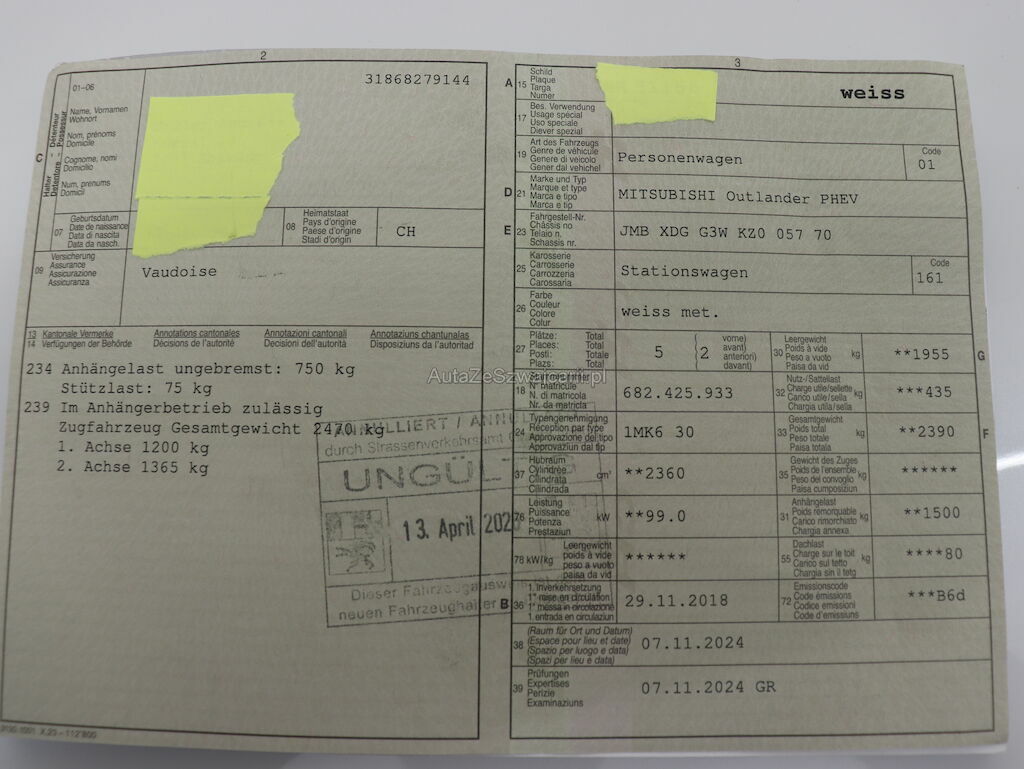 2
01-06
31868279144
Name, Vornamen
Wohnort
Nom, prénoms
Domicile
Cognome, nomi
Domicilio
Num, prenums
Domicil
C
Halter - Détenteur
Detentore - Possessur
07
Geburtsdatum
Date de naissance
Data di nascita
Data da nasch.
08
Heimatstaat
Pays d'origine
Paese d'origine
Stadi d'origin
CH
09
Versicherung
Assurance
Assicurazione
Assicuranza
Vaudoise
13 Kantonale Vermerke Annotations cantonales Annotazioni cantonali Annotaziuns chantunalas
14 Verfügungen der Behörde Décisions de l'autorité Decisioni dell'autorità Disposiziuns da l'autoritad
234 Anhängelast ungebremst: 750 kg
Stützlast: 75 kg
239 Im Anhängerbetrieb zulässig
Zugfahrzeug Gesamtgewicht 2470 kg
1. Achse 1200 kg
2. Achse 1365 kg
durch Strassenverkehrsamt
UNGÜL
13. April 202
Dieser Fahrzeugauswe
neuen Fahrzeughalter
3
A 15
Schild
Plaque
Targa
Numer
weiss
17
Bes. Verwendung
Usage spécial
Uso speciale
Diever spezial
19
Art des Fahrzeugs
Genre de véhicule
Genere di veicolo
Gener dal vehichel
Personenwagen
Code
01
D 21
Marke und Typ
Marque et type
Marca e tipo
Marca e tip
MITSUBISHI Outlander PHEV
E 23
Fahrgestell-Nr.
Châssis no
Telaio n.
Schassis nr.
JMB XDG G3W KZ0 057 70
25
Karosserie
Carrosserie
Carrozzeria
Carossaria
Stationswagen
Code
161
26
Farbe
Couleur
Colore
Colur
weiss met.
27
Plätze: Total
Places: Total
Posti: Totale
Plazs: Total
5
2
vorne)
avant)
anteriori)
davant)
30
Leergewicht
Poids à vide
Peso a vuoto
Paisa da vid
kg
**1955
G
18
Stammnummer
N° matricule
N. di matricola
Nr. da matricla
682.425.933
32
Nutz-/Sattellast
Charge utile/sellette
Carico utile/sella
Chargia utila/sella
kg
***435
24
Typengenehmigung
Réception par type
Approvazione del tipo
Approvaziun dal tip
1MK6 30
33
Gesamtgewicht
Poids total
Peso totale
Paisa totala
kg
**2390
F
37
Hubraum
Cylindrée
Cilindrata
Cilindrada
cm³
**2360
35
Gewicht des Zuges
Poids de l'ensemble
Peso del convoglio
Paisa cumposiziun
kg
******
76
Leistung
Puissance
Potenza
Prestaziun
kW
**99.0
31
Anhängelast
Poids remorquable
Carico rimorchiato
Chargia annexa
kg
**1500
78 kW/kg
Leergewicht
poids à vide
peso a vuoto
paisa da vid
******
55
Dachlast
Charge sur le toit
Carico sul tetto
Chargia sin il tetg
kg
****80
B 36
1. Inverkehrsetzung
1re mise en circulation
1a messa in circolazione
1. entrada en circulaziun
29.11.2018
72
Emissionscode
Code émissions
Codice emissioni
Code d'emissiuns
***B6d
38
(Raum für Ort und Datum)
(Espace pour lieu et date)
(Spazio per luogo e data)
(Spazi per lieu e data)
07.11.2024
39
Prüfungen
Expertises
Perizie
Examinaziuns
07.11.2024 GR
AutaZeSzwajcarii.pl